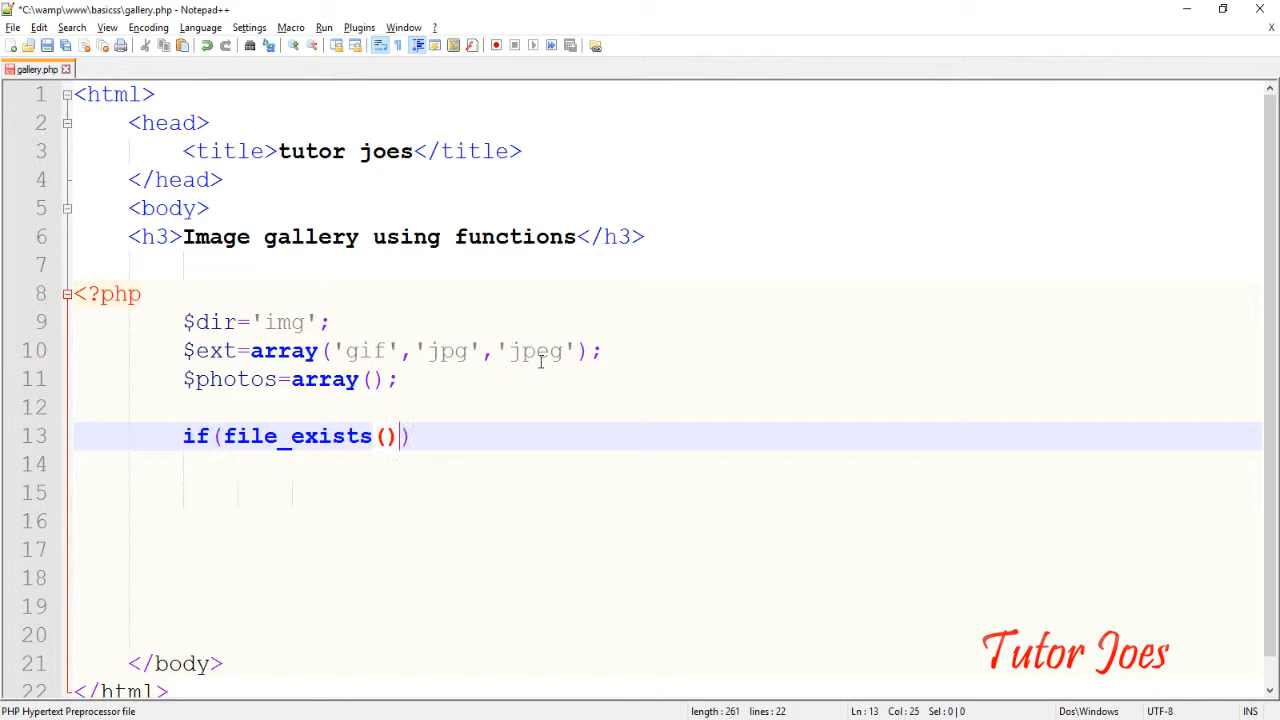 *C:\wamp\www\basicss\gallery.php - Notepad++
File Edit Search View Encoding Language Settings Macro Run Plugins Window ?
X
gallery.php
1 <html>
2 <head>
3 <title>tutor joes</title>
4 </head>
5 <body>
6 <h3>Image gallery using functions</h3>
7
8 <?php
9 $dir='img';
10 $ext=array('gif','jpg','jpeg');
11 $photos=array();
12
13 if(file_exists())
14
15
16
17
18
19
20
21 </body>
22 </html>
Tutor Joes
PHP Hypertext Preprocessor file length : 261 lines : 22 Ln : 13 Col : 25 Sel : 0 | 0 Dos\Windows UTF-8 INS